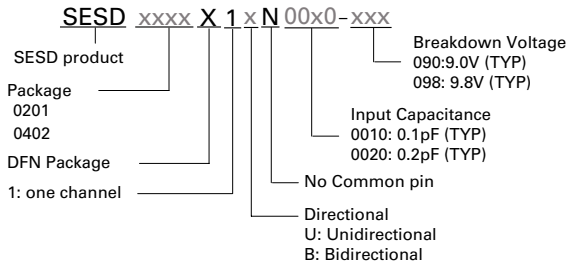 SESD xxxx X 1 x N 00x0-xxx
SESD product
Package
0201
0402
DFN Package
1: one channel
Breakdown Voltage
090:9.0V (TYP)
098: 9.8V (TYP)
Input Capacitance
0010: 0.1pF (TYP)
0020: 0.2pF (TYP)
No Common pin
Directional
U: Unidirectional
B: Bidirectional